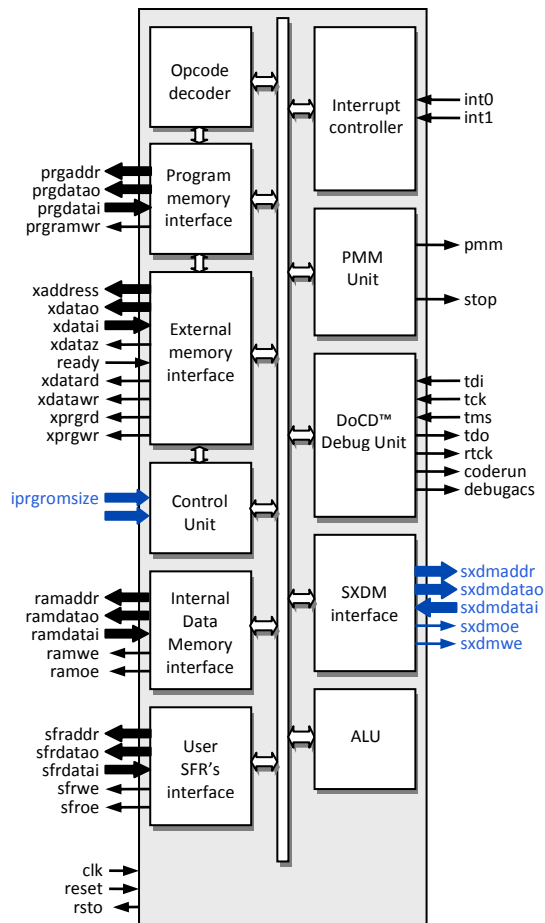 Opcode
decoder
prgaddr
prgdatao
prgdatai
prgramwr
Program
memory
interface
xaddress
xdatao
xdatai
xdataz
ready
xdatard
xdatawr
xprgrd
xprgwr
External
memory
interface
iprgromsize
Control
Unit
ramaddr
ramdatao
ramdatai
ramwe
ramoe
Internal
Data
Memory
interface
sfraddr
sfrdatao
sfrdatai
sfrwe
sfroe
User
SFR's
interface
clk
reset
rsto
Interrupt
controller
int0
int1
PMM
Unit
pmm
stop
DoCD™
Debug Unit
tdi
tck
tms
tdo
rtck
coderun
debugacs
SXDM
interface
sxdmaddr
sxdmdatao
sxdmdatai
sxdmoe
sxdmwe
ALU